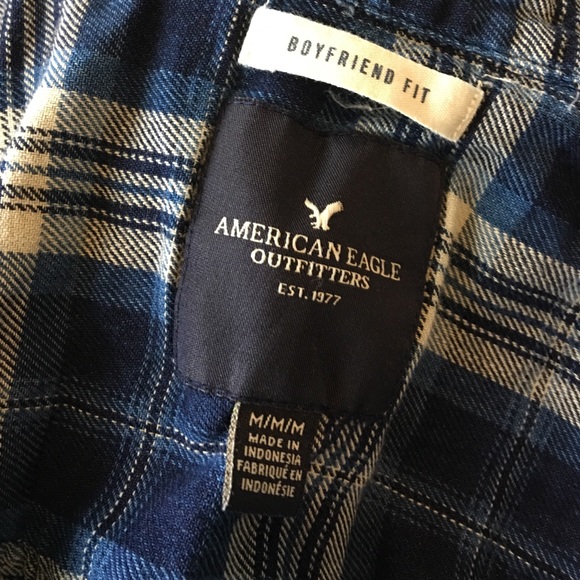 BOYFRIEND FIT
AMERICAN EAGLE
OUTFITTERS
EST. 1977
M/M/M
MADE IN
INDONESIA
FABRIQUÉ EN
INDONÉSIE